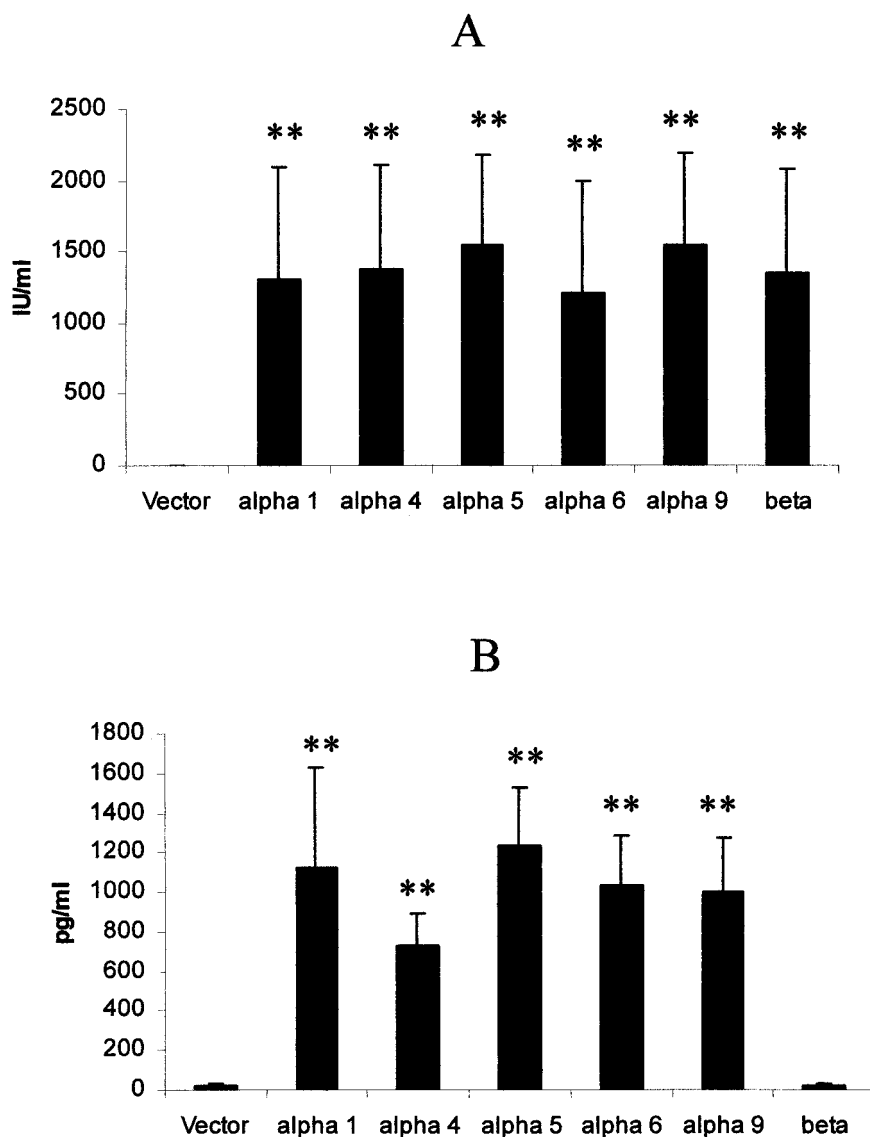 A
2500
2000
1500
1000
500
0
IU/ml
** ** ** ** ** **
Vector alpha 1 alpha 4 alpha 5 alpha 6 alpha 9 beta
B
1800
1600
1400
1200
1000
800
600
400
200
0
pg/ml
** ** ** ** **
Vector alpha 1 alpha 4 alpha 5 alpha 6 alpha 9 beta